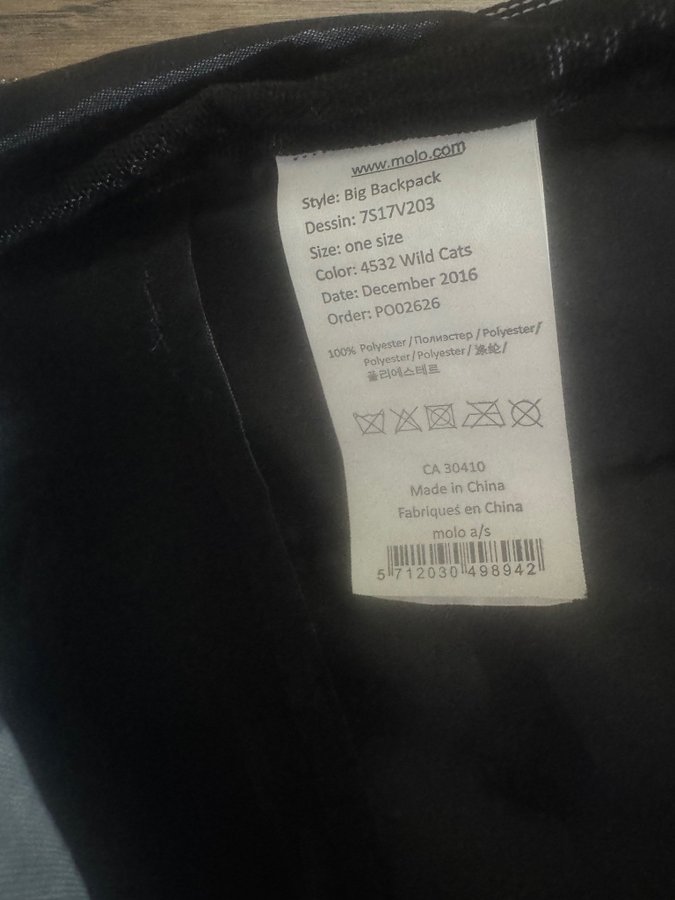 www.molo.com
Style: Big Backpack
Dessin: 7S17V203
Size: one size
Color: 4532 Wild Cats
Date: December 2016
Order: PO02626
100% Polyester / Полиэстер / Polyester/
Polyester / Polyester / 涤纶/
폴리에스테르
CA 30410
Made in China
Fabriques en China
molo a/s
5 712030 498942